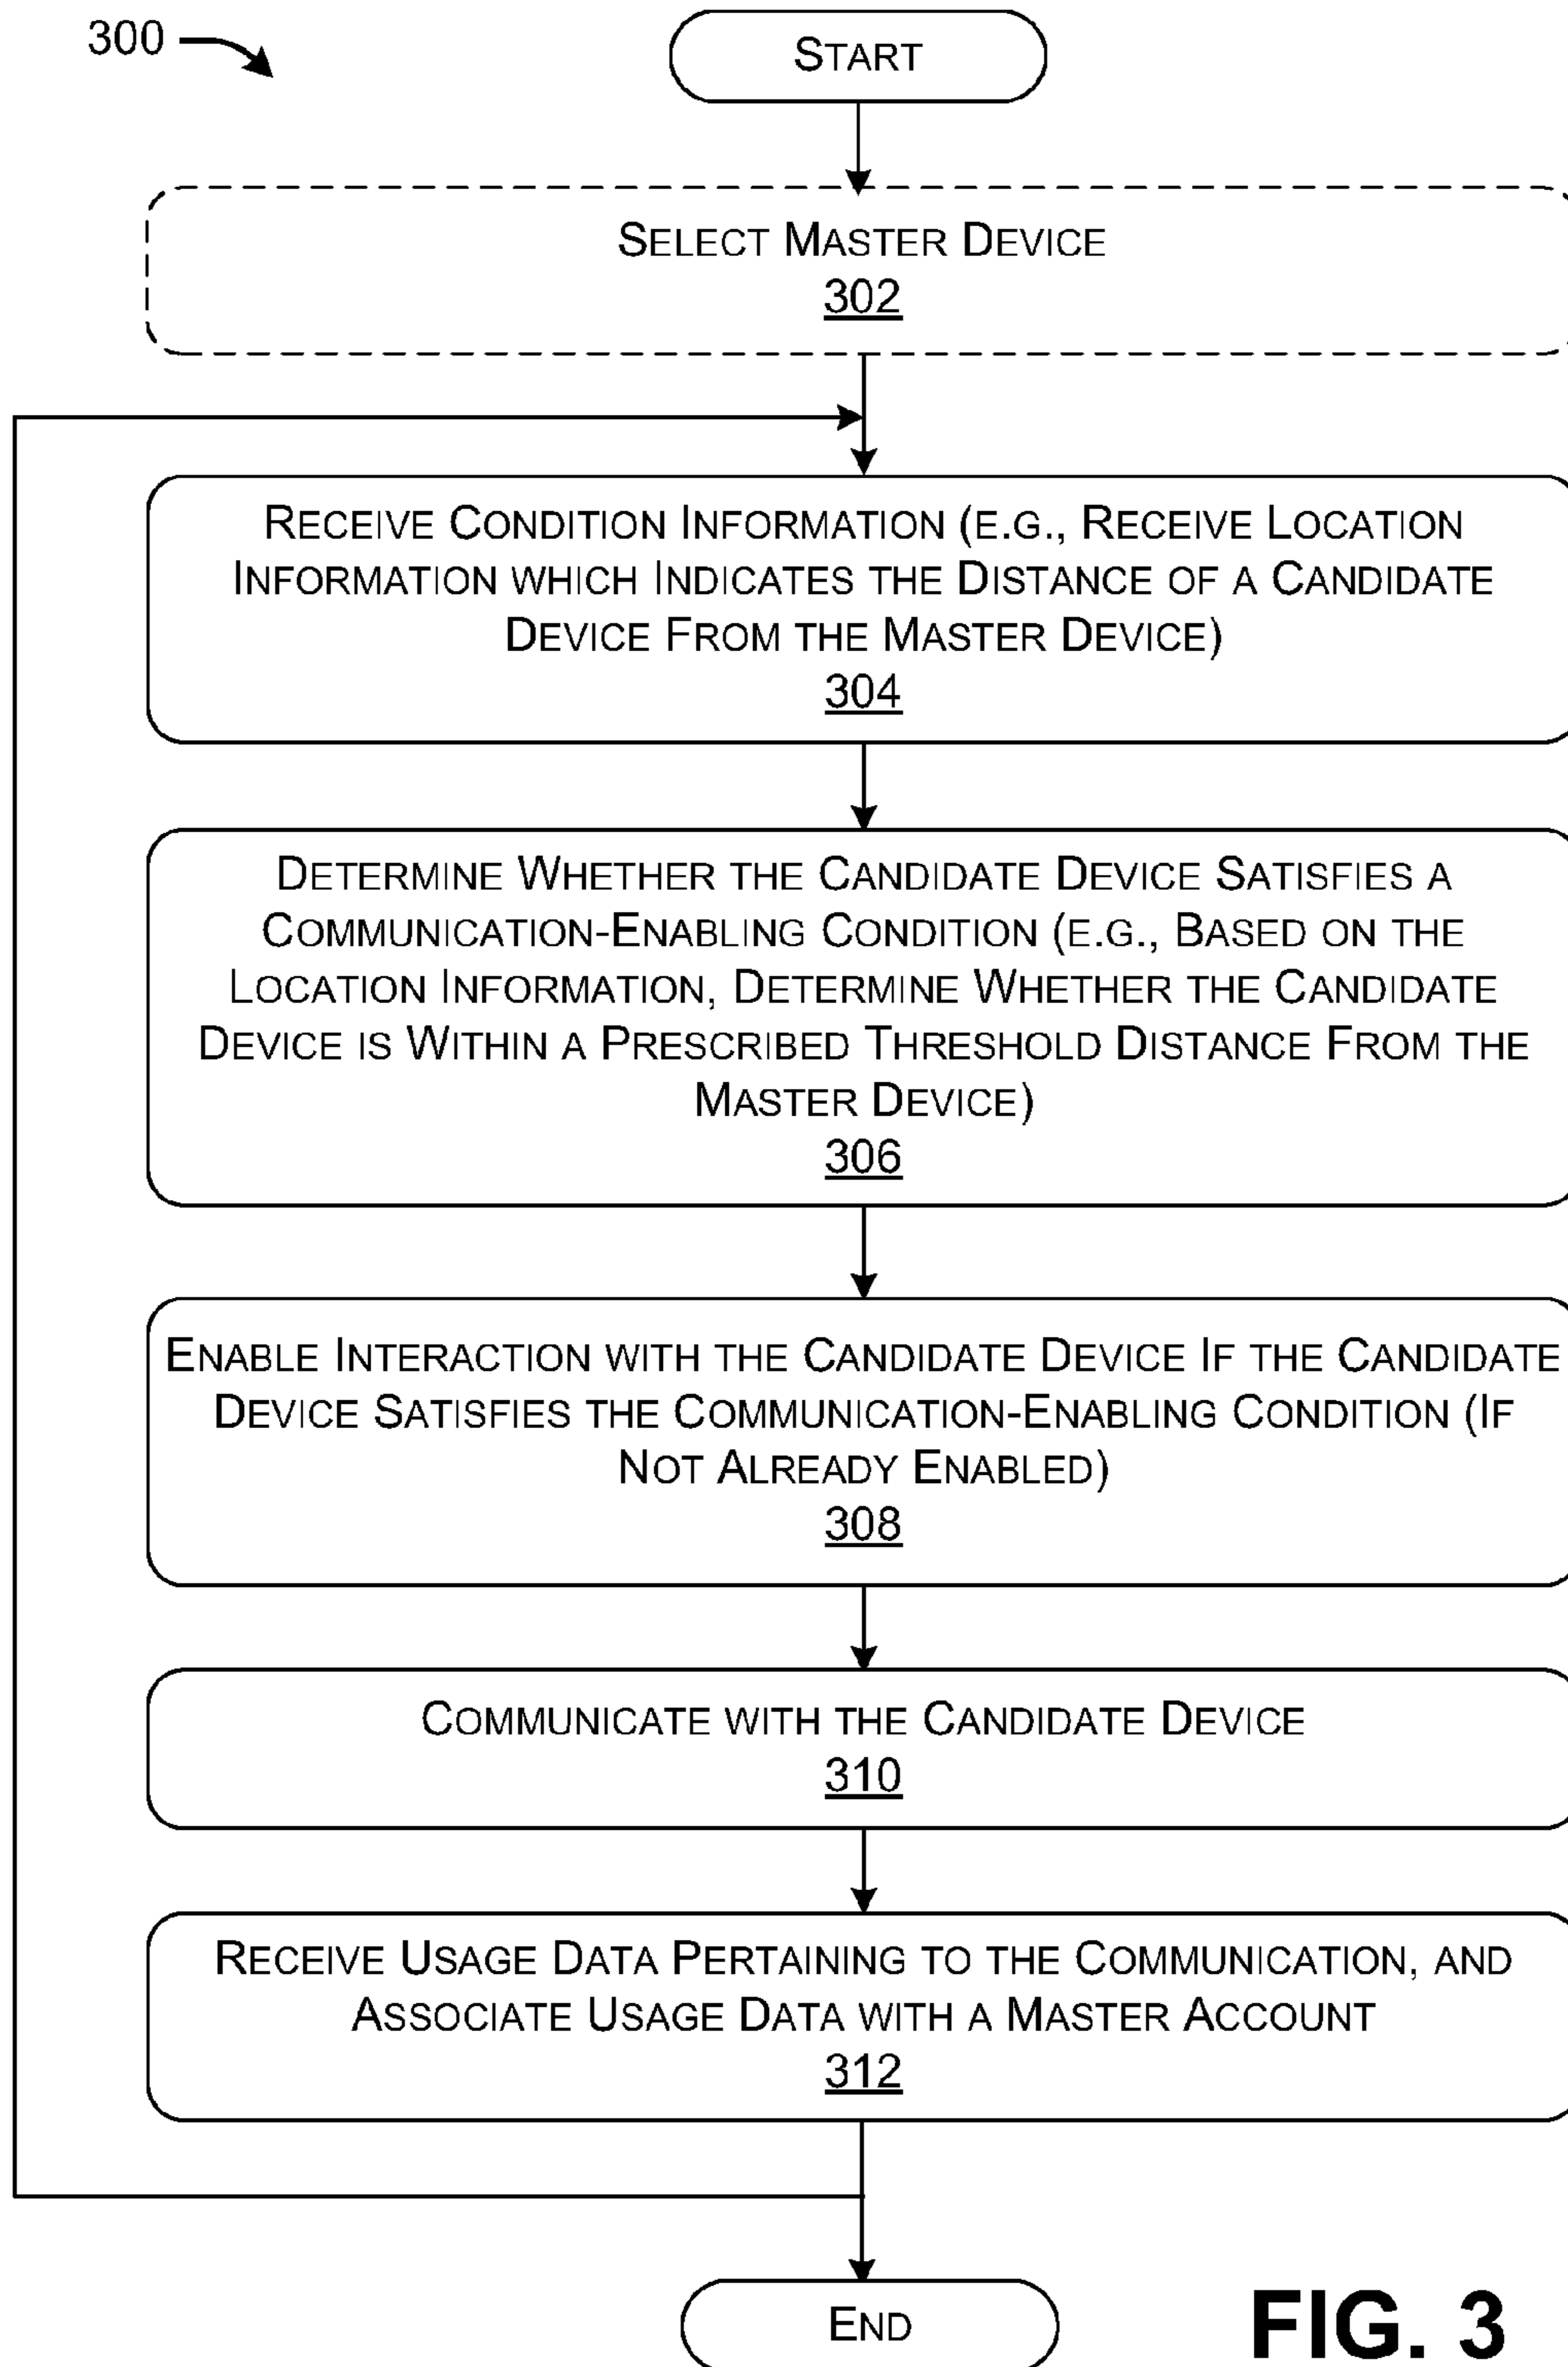 300
START
SELECT MASTER DEVICE
302
RECEIVE CONDITION INFORMATION (E.G., RECEIVE LOCATION
INFORMATION WHICH INDICATES THE DISTANCE OF A CANDIDATE
DEVICE FROM THE MASTER DEVICE)
304
DETERMINE WHETHER THE CANDIDATE DEVICE SATISFIES A
COMMUNICATION-ENABLING CONDITION (E.G., BASED ON THE
LOCATION INFORMATION, DETERMINE WHETHER THE CANDIDATE
DEVICE IS WITHIN A PRESCRIBED THRESHOLD DISTANCE FROM THE
MASTER DEVICE)
306
ENABLE INTERACTION WITH THE CANDIDATE DEVICE IF THE CANDIDATE
DEVICE SATISFIES THE COMMUNICATION-ENABLING CONDITION (IF
NOT ALREADY ENABLED)
308
COMMUNICATE WITH THE CANDIDATE DEVICE
310
RECEIVE USAGE DATA PERTAINING TO THE COMMUNICATION, AND
ASSOCIATE USAGE DATA WITH A MASTER ACCOUNT
312
END
FIG. 3